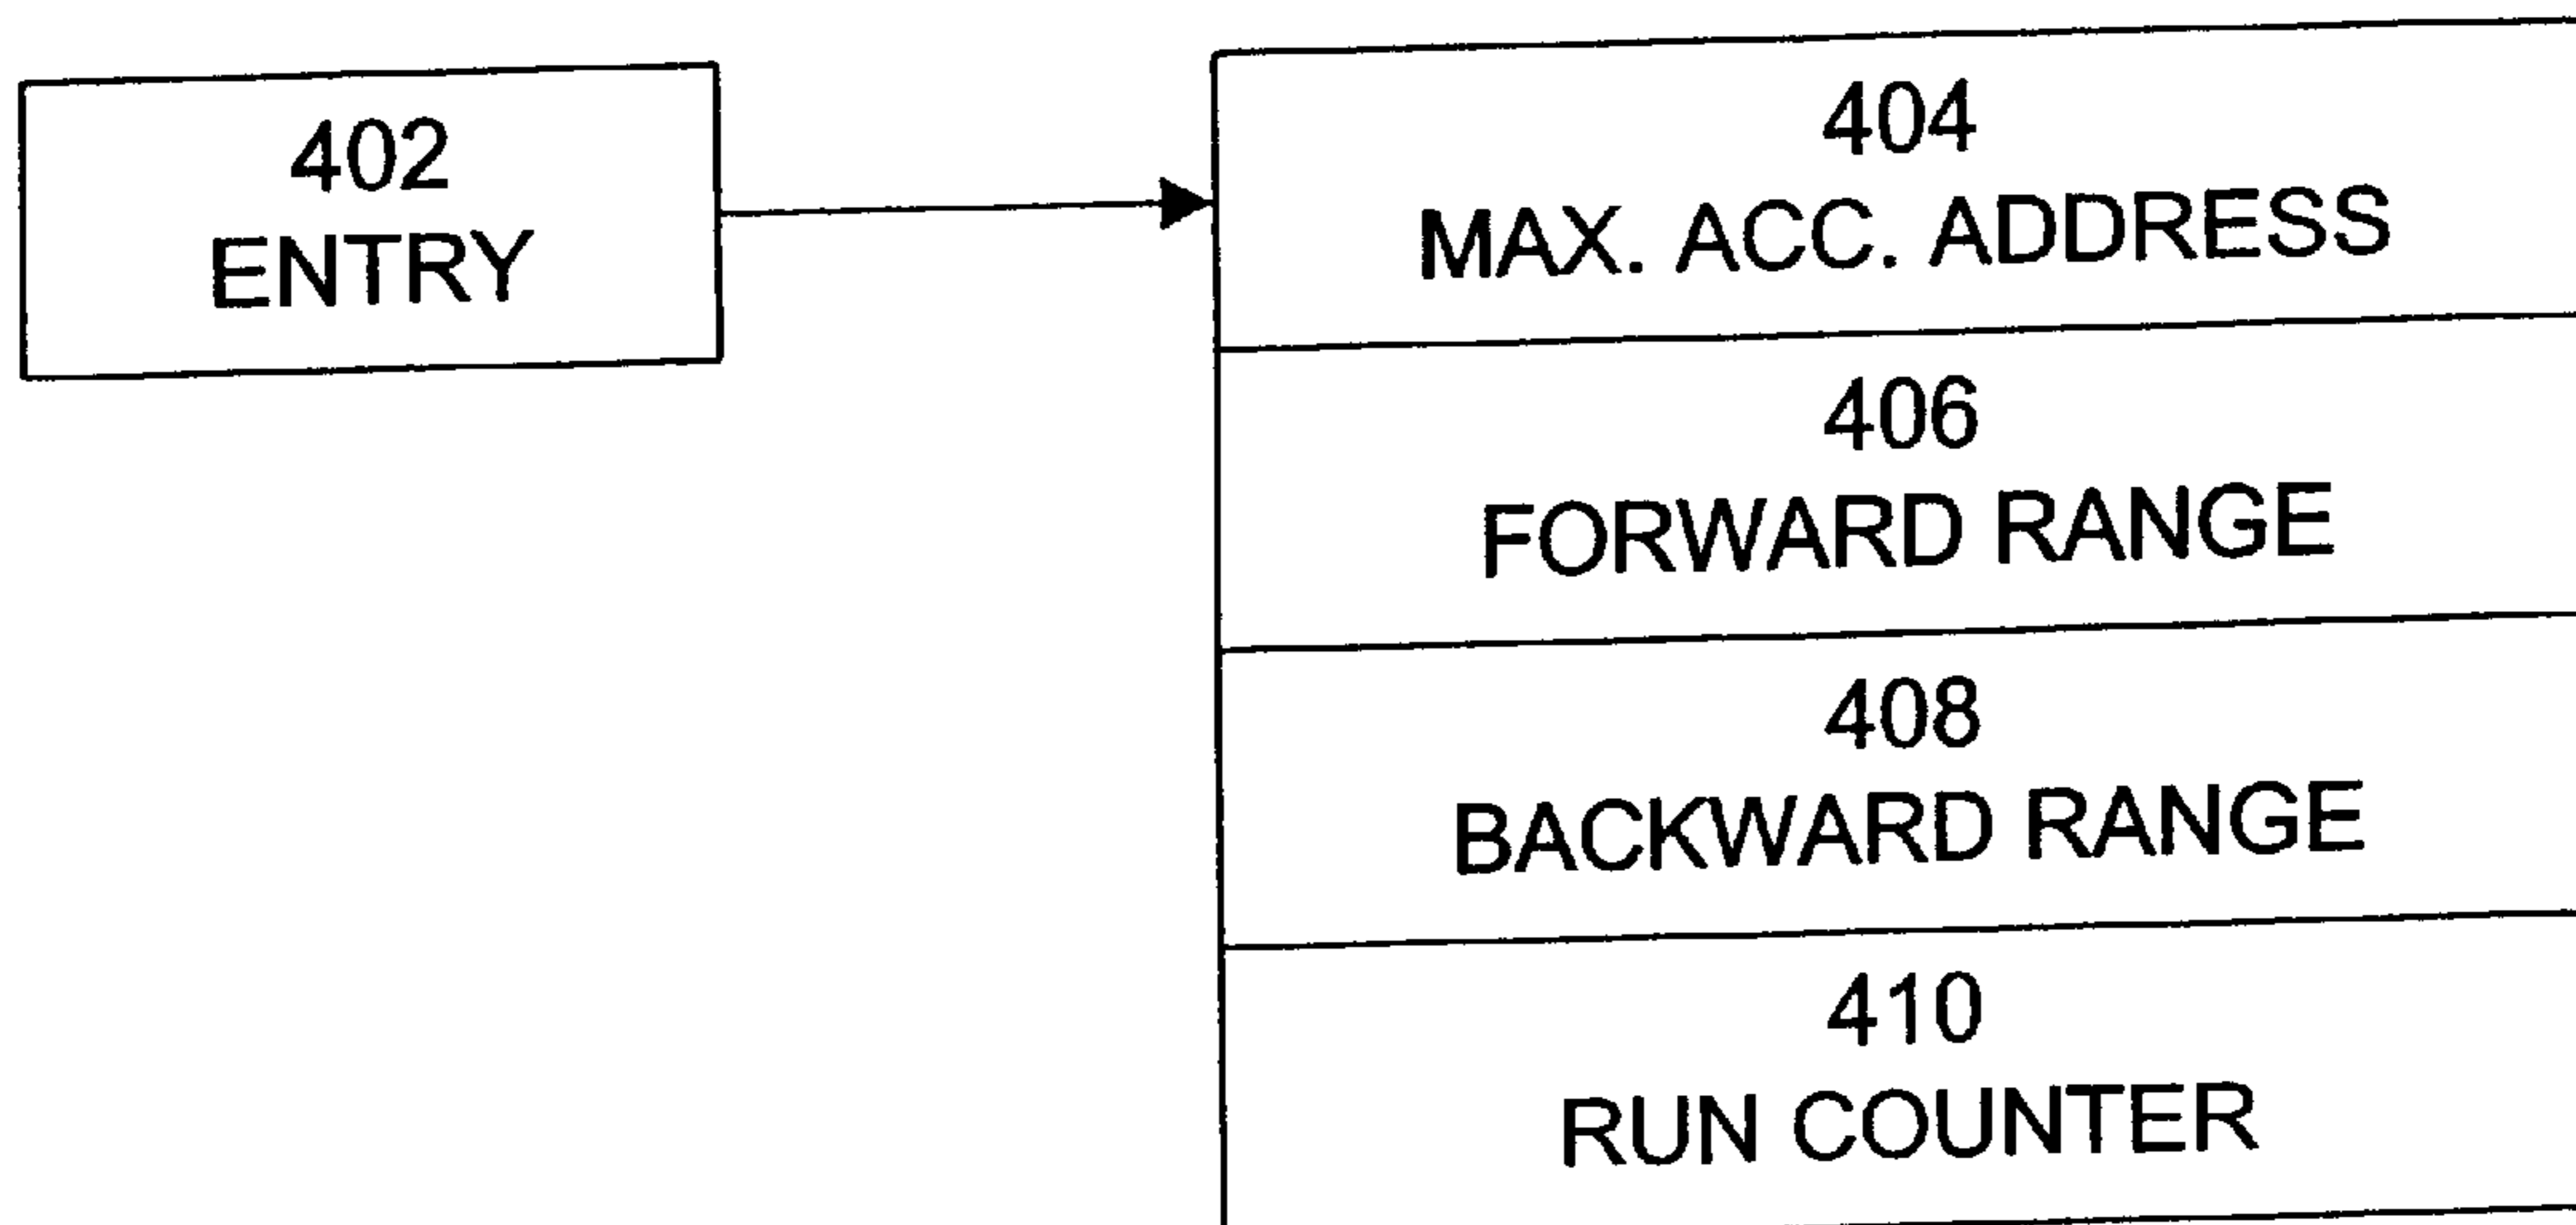 402
ENTRY
404
MAX. ACC. ADDRESS
406
FORWARD RANGE
408
BACKWARD RANGE
410
RUN COUNTER